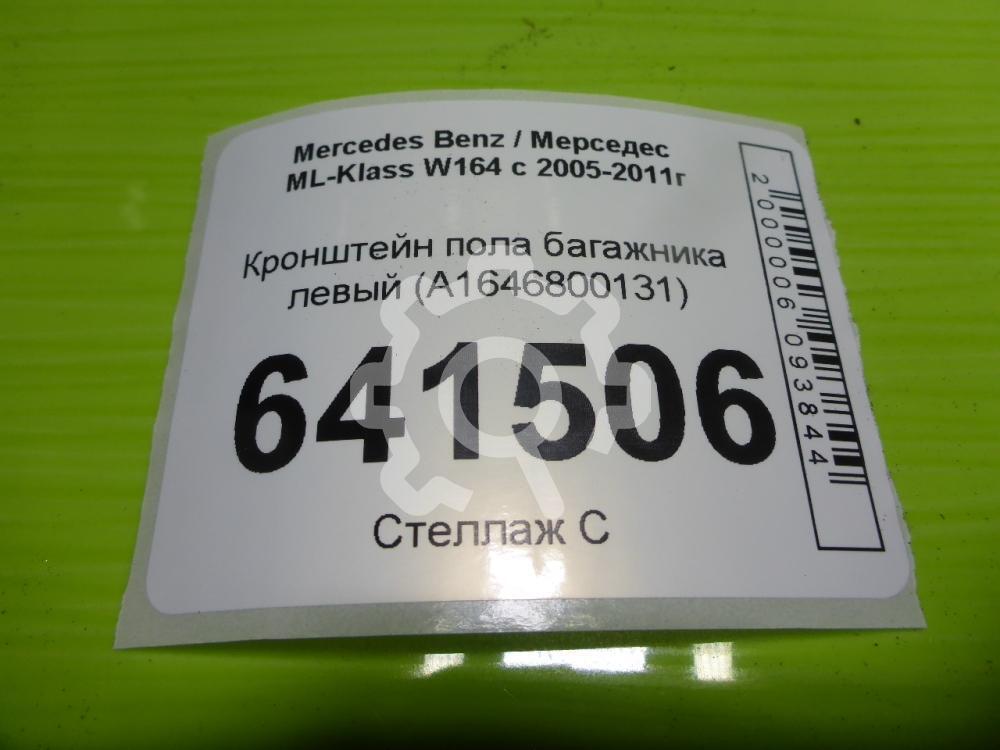 Mercedes Benz / Мерседес
ML-Klass W164 с 2005-2011г
Кронштейн пола багажника
левый (A1646800131)
641506
Стеллаж С
2000006093844